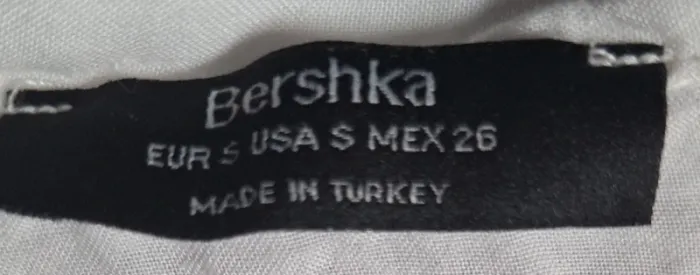 Bershka
EUR S USA S MEX 26
MADE IN TURKEY